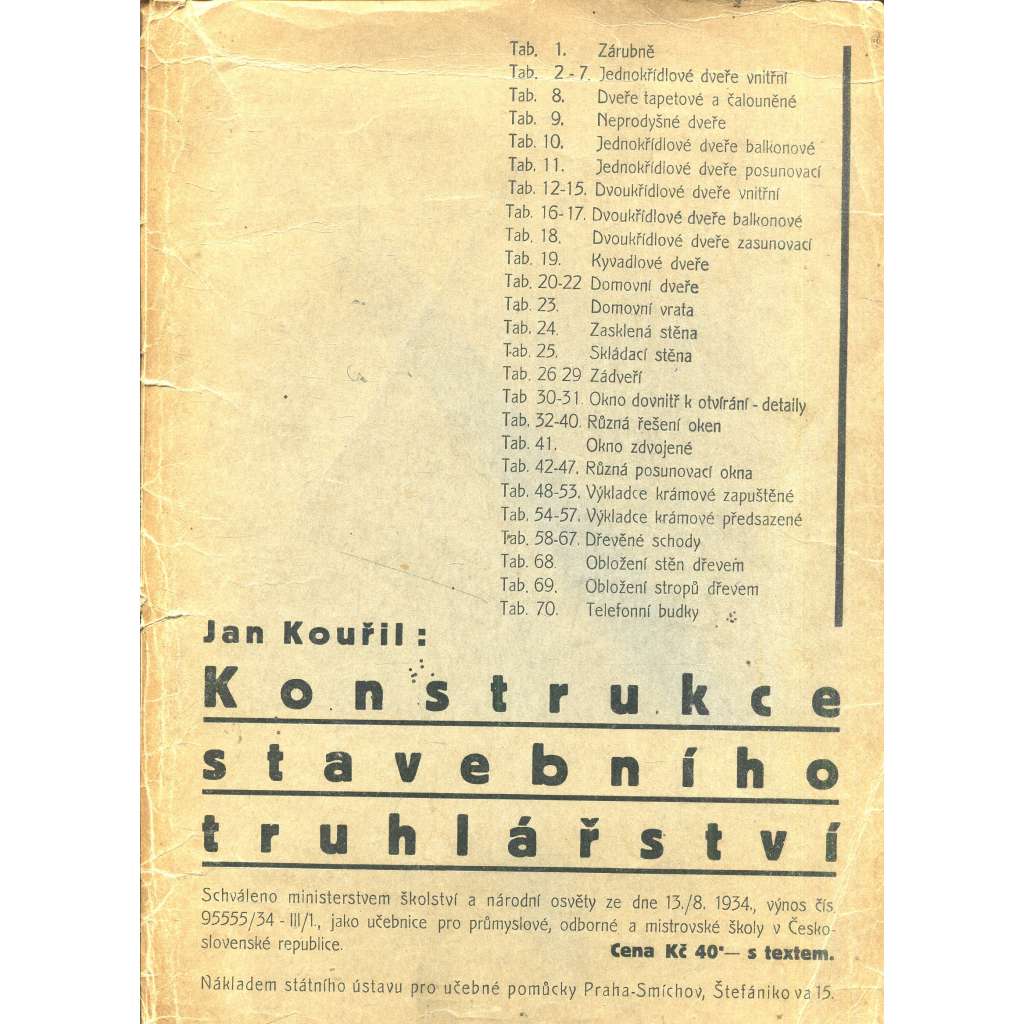 Tab. 1. Zárubně
Tab. 2-7. Jednokřídlové dveře vnitřní
Tab. 8. Dveře tapetové a čalouněné
Tab. 9. Neprodyšné dveře
Tab. 10. Jednokřídlové dveře balkonové
Tab. 11. Jednokřídlové dveře posunovací
Tab. 12-15. Dvoukřídlové dveře vnitřní
Tab. 16-17. Dvoukřídlové dveře balkonové
Tab. 18. Dvoukřídlové dveře zasunovací
Tab. 19. Kyvadlové dveře
Tab. 20-22 Domovní dveře
Tab. 23. Domovní vrata
Tab. 24. Zasklená stěna
Tab. 25. Skládací stěna
Tab. 26 29 Zádveří
Tab 30-31. Okno dovnitř k otvírání - detaily
Tab. 32-40. Různá řešení oken
Tab. 41. Okno zdvojené
Tab. 42-47. Různá posunovací okna
Tab. 48-53. Výkladce krámové zapuštěné
Tab. 54-57. Výkladce krámové předsazené
Tab. 58-67. Dřevěné schody
Tab. 68 Obložení stěn dřevem
Tab. 69. Obložení stropů dřevem
Tab. 70. Telefonní budky
Jan Kouřil:
Konstrukce
stavebního
truhlářství
Schváleno ministerstvem školství a národní osvěty ze dne 13./8. 1934., výnos čís
95555/34 - III/1., jako učebnice pro průmyslové, odborné a mistrovské školy v Česko-
slovenské republice. Cena Kč 40·— s textem.
Nákladem státního ústavu pro učebné pomůcky Praha-Smíchov, Štefánikova 15.